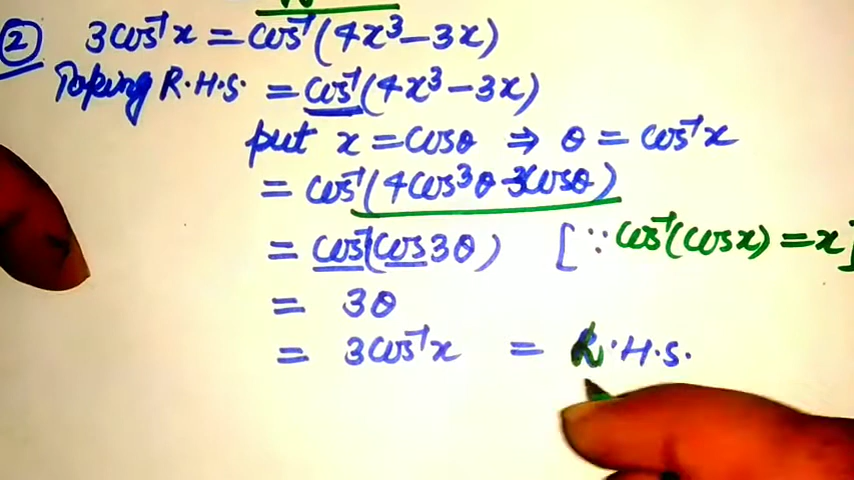 ② 3cos⁻¹x = cos⁻¹(4x³ − 3x)
Taking R.H.S. = cos⁻¹(4x³ − 3x)
put x = cosθ ⇒ θ = cos⁻¹x
= cos⁻¹(4cos³θ − 3cosθ)
= cos⁻¹(cos3θ) [∵ cos⁻¹(cosx) = x]
= 3θ
= 3cos⁻¹x = R.H.S.